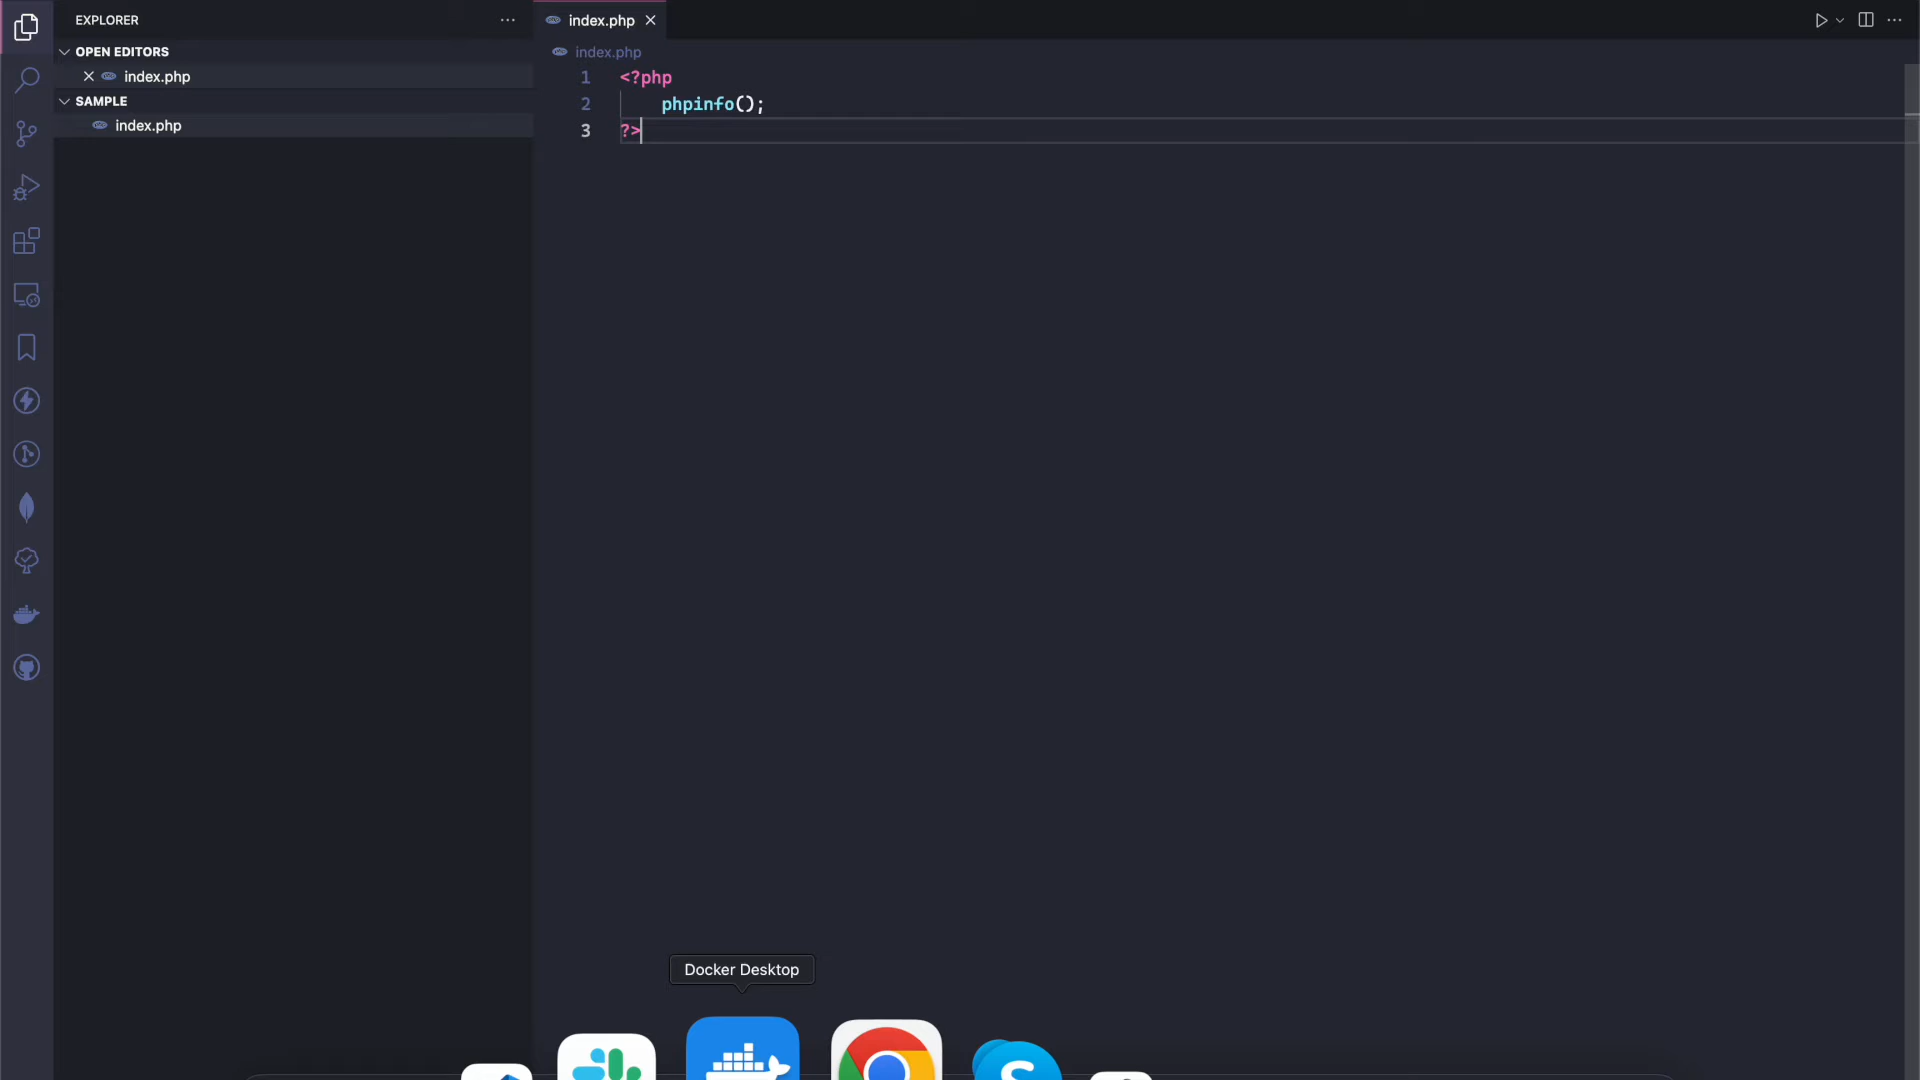 EXPLORER
index.php
OPEN EDITORS
index.php
index.php
1 <?php
2 phpinfo();
3 ?>
SAMPLE
index.php
Docker Desktop
S